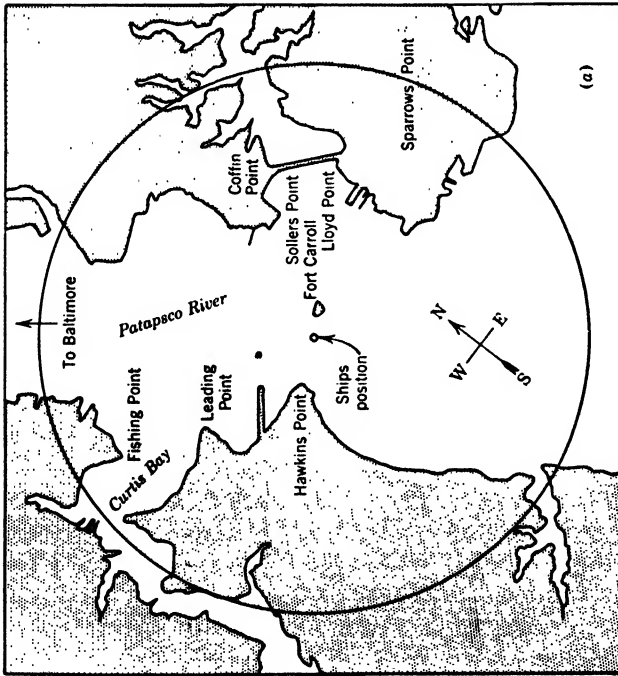 To Baltimore
Patapsco River
Fishing Point
Curtis Bay
Leading
Point
Coffin
Point
Sollers Point
Fort Carroll
Lloyd Point
Sparrows Point
Hawkins Point
Ships
position
N
E
W
S
(a)